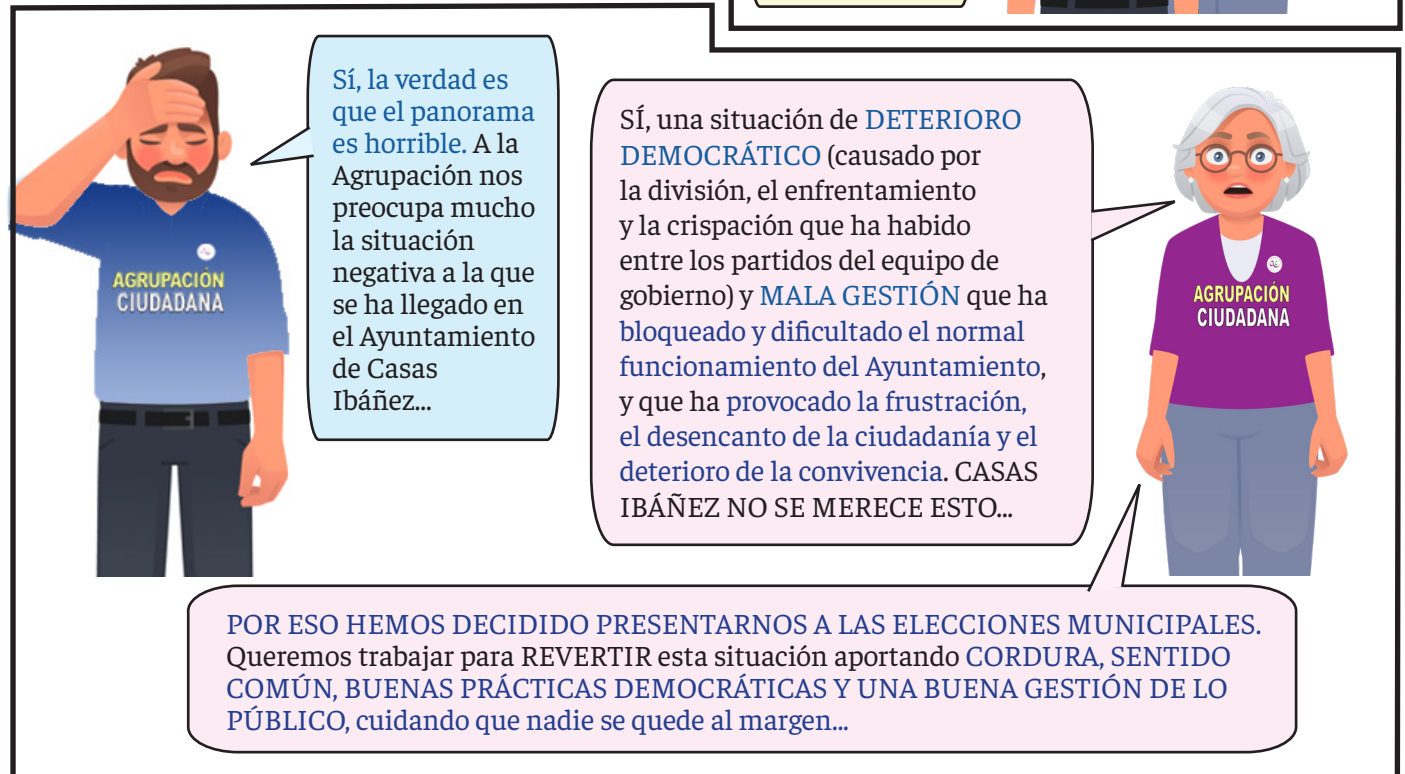 Sí, la verdad es
que el panorama
es horrible. A la
Agrupación nos
preocupa mucho
la situación
negativa a la que
se ha llegado en
el Ayuntamiento
de Casas
Ibáñez...
AGRUPACIÓN
CIUDADANA
SÍ, una situación de DETERIORO
DEMOCRÁTICO (causado por
la división, el enfrentamiento
y la crispación que ha habido
entre los partidos del equipo de
gobierno) y MALA GESTIÓN que ha
bloqueado y dificultado el normal
funcionamiento del Ayuntamiento,
y que ha provocado la frustración,
el desencanto de la ciudadanía y el
deterioro de la convivencia. CASAS
IBÁÑEZ NO SE MERECE ESTO...
AGRUPACIÓN
CIUDADANA
POR ESO HEMOS DECIDIDO PRESENTARNOS A LAS ELECCIONES MUNICIPALES.
Queremos trabajar para REVERTIR esta situación aportando CORDURA, SENTIDO
COMÚN, BUENAS PRÁCTICAS DEMOCRÁTICAS Y UNA BUENA GESTIÓN DE LO
PÚBLICO, cuidando que nadie se quede al margen...